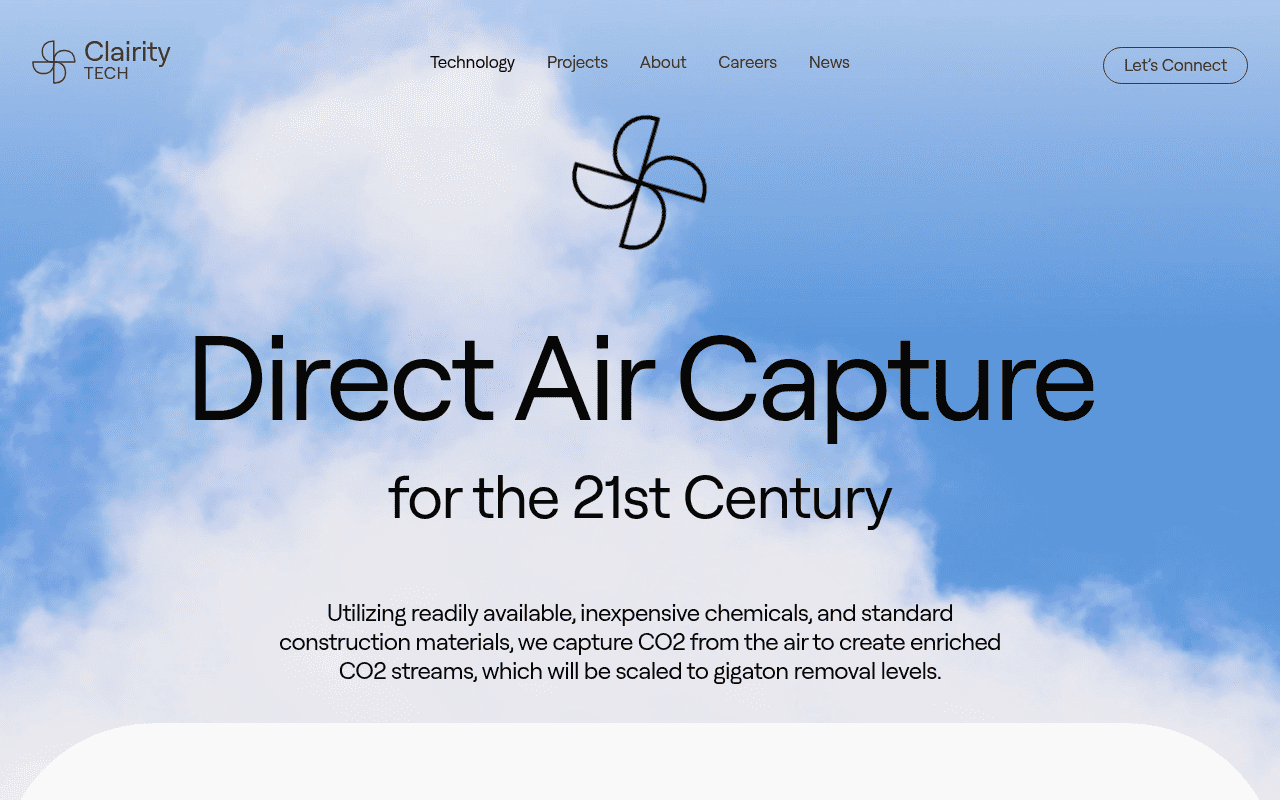 Clairity
TECH
Technology
Projects
About
Careers
News
Let's Connect
Direct Air Capture
for the 21st Century
Utilizing readily available, inexpensive chemicals, and standard
construction materials, we capture CO2 from the air to create enriched
CO2 streams, which will be scaled to gigaton removal levels.